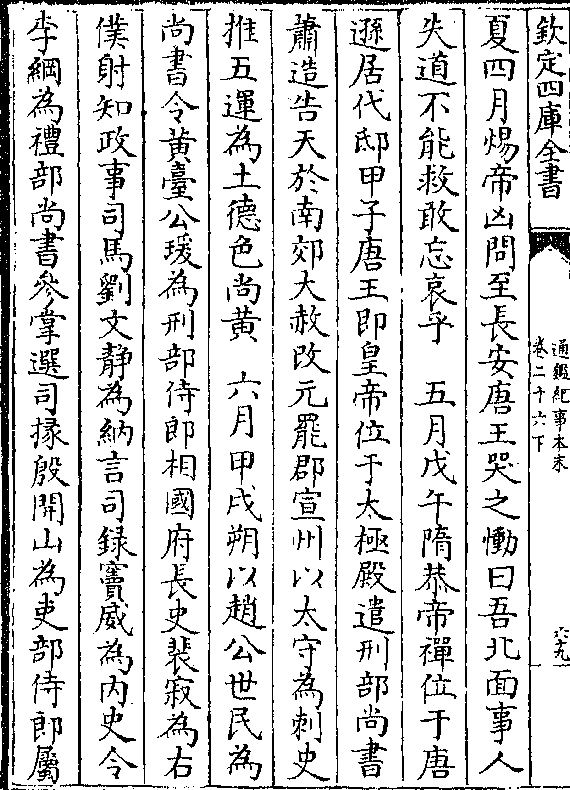 欽定四庫全書
通鑑紀事本末
卷二十六下
六九
夏四月煬帝凶問至長安唐王哭之慟曰吾北面事人
失道不能救敢忘哀乎　五月戊午隋恭帝禪位于唐
遜居代邸甲子唐王即皇帝位于太極殿遣刑部尚書
蕭造告天於南郊大赦改元罷郡宣州以太守為刺史
推五運為土德色尚黃　六月甲戌朔以趙公世民為
尚書令黃臺公瑗為刑部侍郎相國府長史裴寂為右
僕射知政事司馬劉文靜為納言司録竇威為内史令
李綱為禮部尚書參掌選司掾殷開山為吏部侍郎屬